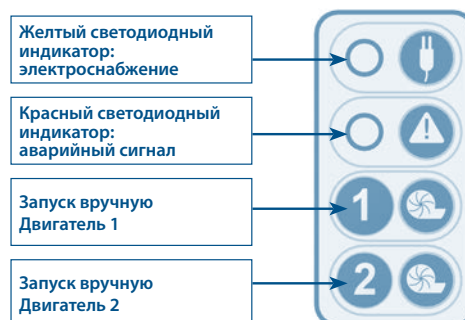 Желтый светодиодный
индикатор:
электроснабжение
Красный светодиодный
индикатор:
аварийный сигнал
1
Запуск вручную
Двигатель 1
2
Запуск вручную
Двигатель 2